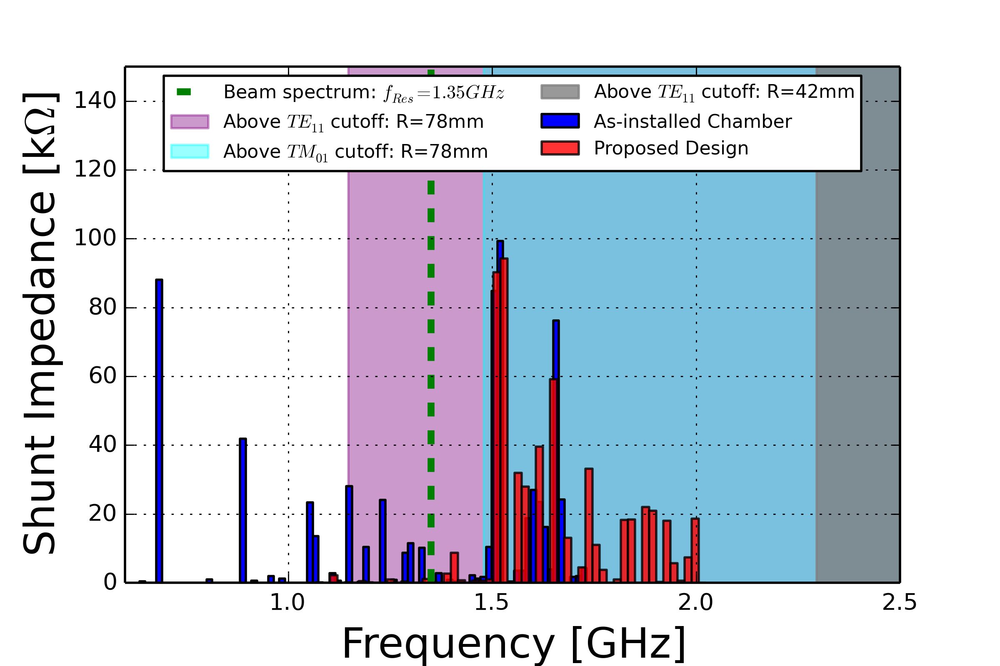 Shunt Impedance [kΩ]
140
120
100
80
60
40
20
0
Beam spectrum: f_Res=1.35GHz
Above TE_11 cutoff: R=78mm
Above TM_01 cutoff: R=78mm
Above TE_11 cutoff: R=42mm
As-installed Chamber
Proposed Design
1.0 1.5 2.0 2.5
Frequency [GHz]